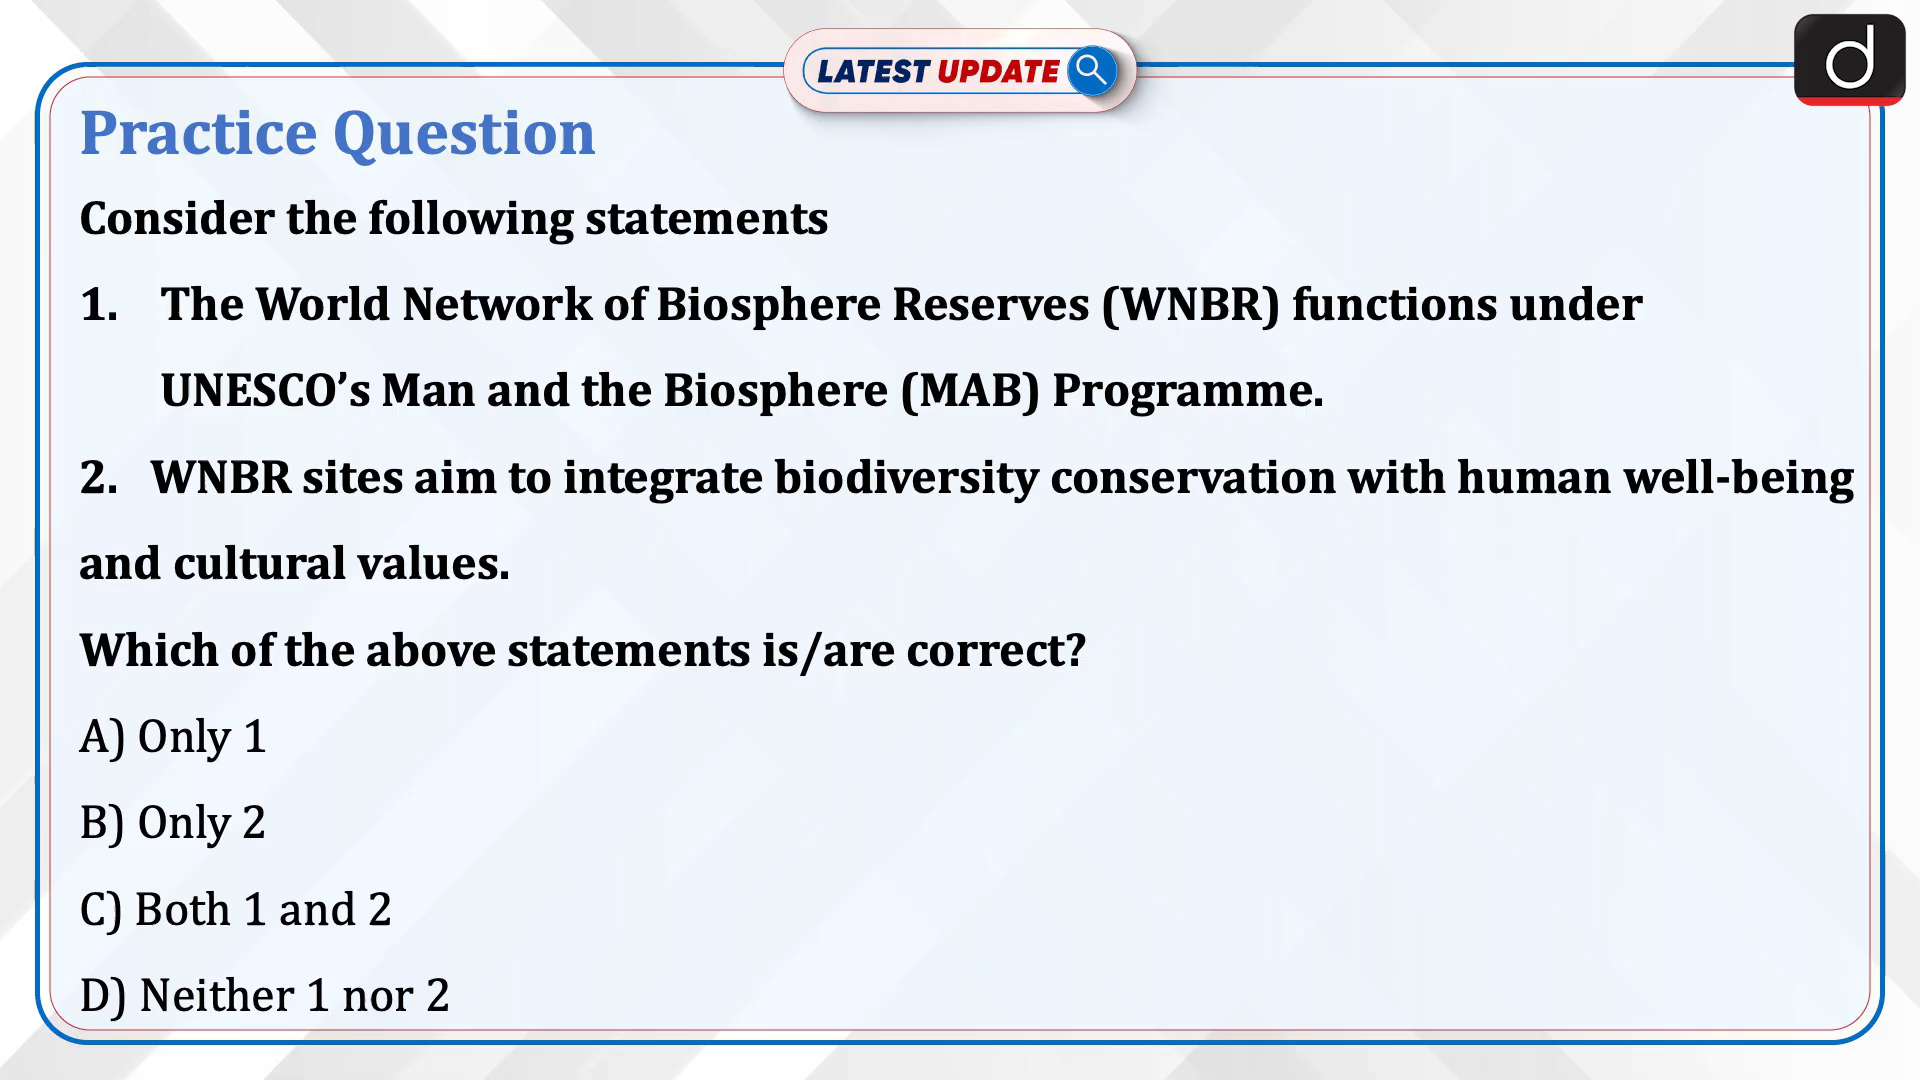 LATEST UPDATE
d
Practice Question
Consider the following statements
1. The World Network of Biosphere Reserves (WNBR) functions under
UNESCO’s Man and the Biosphere (MAB) Programme.
2. WNBR sites aim to integrate biodiversity conservation with human well-being
and cultural values.
Which of the above statements is/are correct?
A) Only 1
B) Only 2
C) Both 1 and 2
D) Neither 1 nor 2